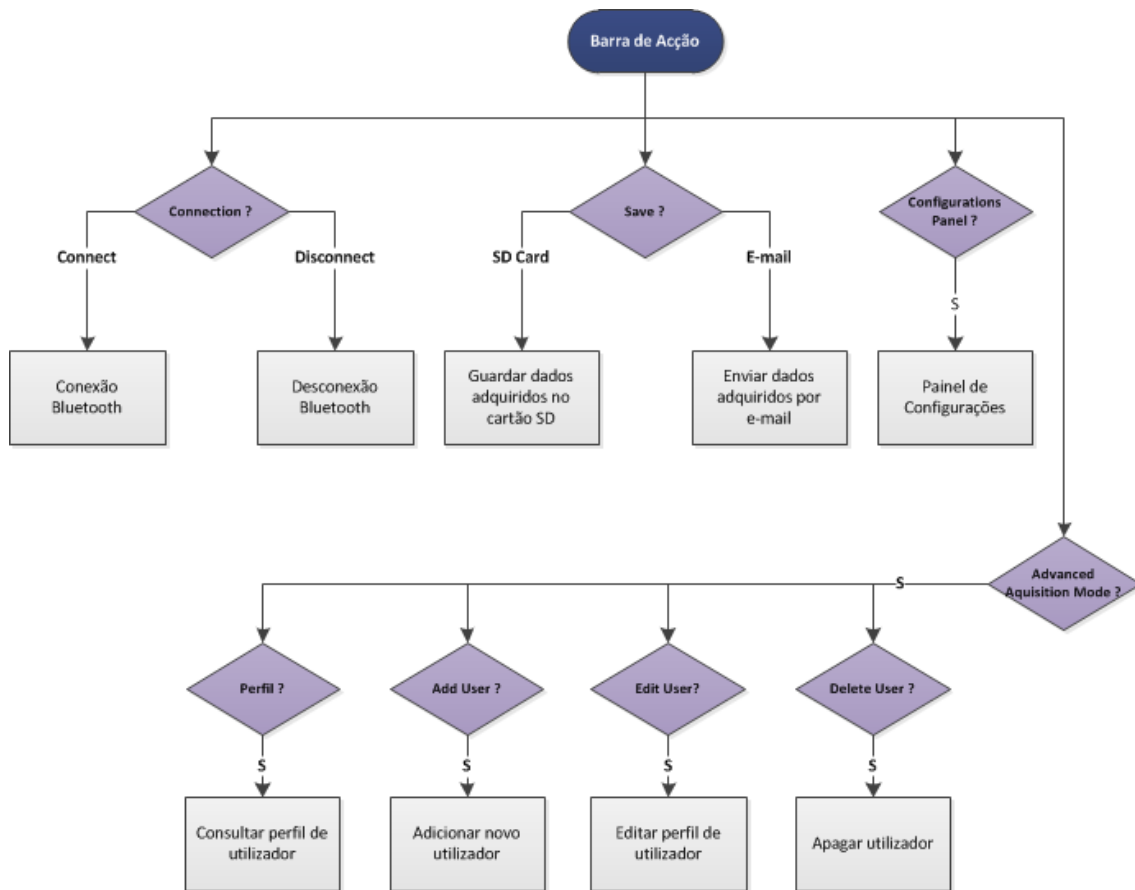 Barra de Acção
Connection ?
Save ?
Configurations
Panel ?
Connect
Disconnect
SD Card
E-mail
S
Conexão
Bluetooth
Desconexão
Bluetooth
Guardar dados
adquiridos no
cartão SD
Enviar dados
adquiridos por
e-mail
Painel de
Configurações
Advanced
Aquisition Mode ?
S
Perfil ?
Add User ?
Edit User?
Delete User ?
S
S
S
S
Consultar perfil de
utilizador
Adicionar novo
utilizador
Editar perfil de
utilizador
Apagar utilizador